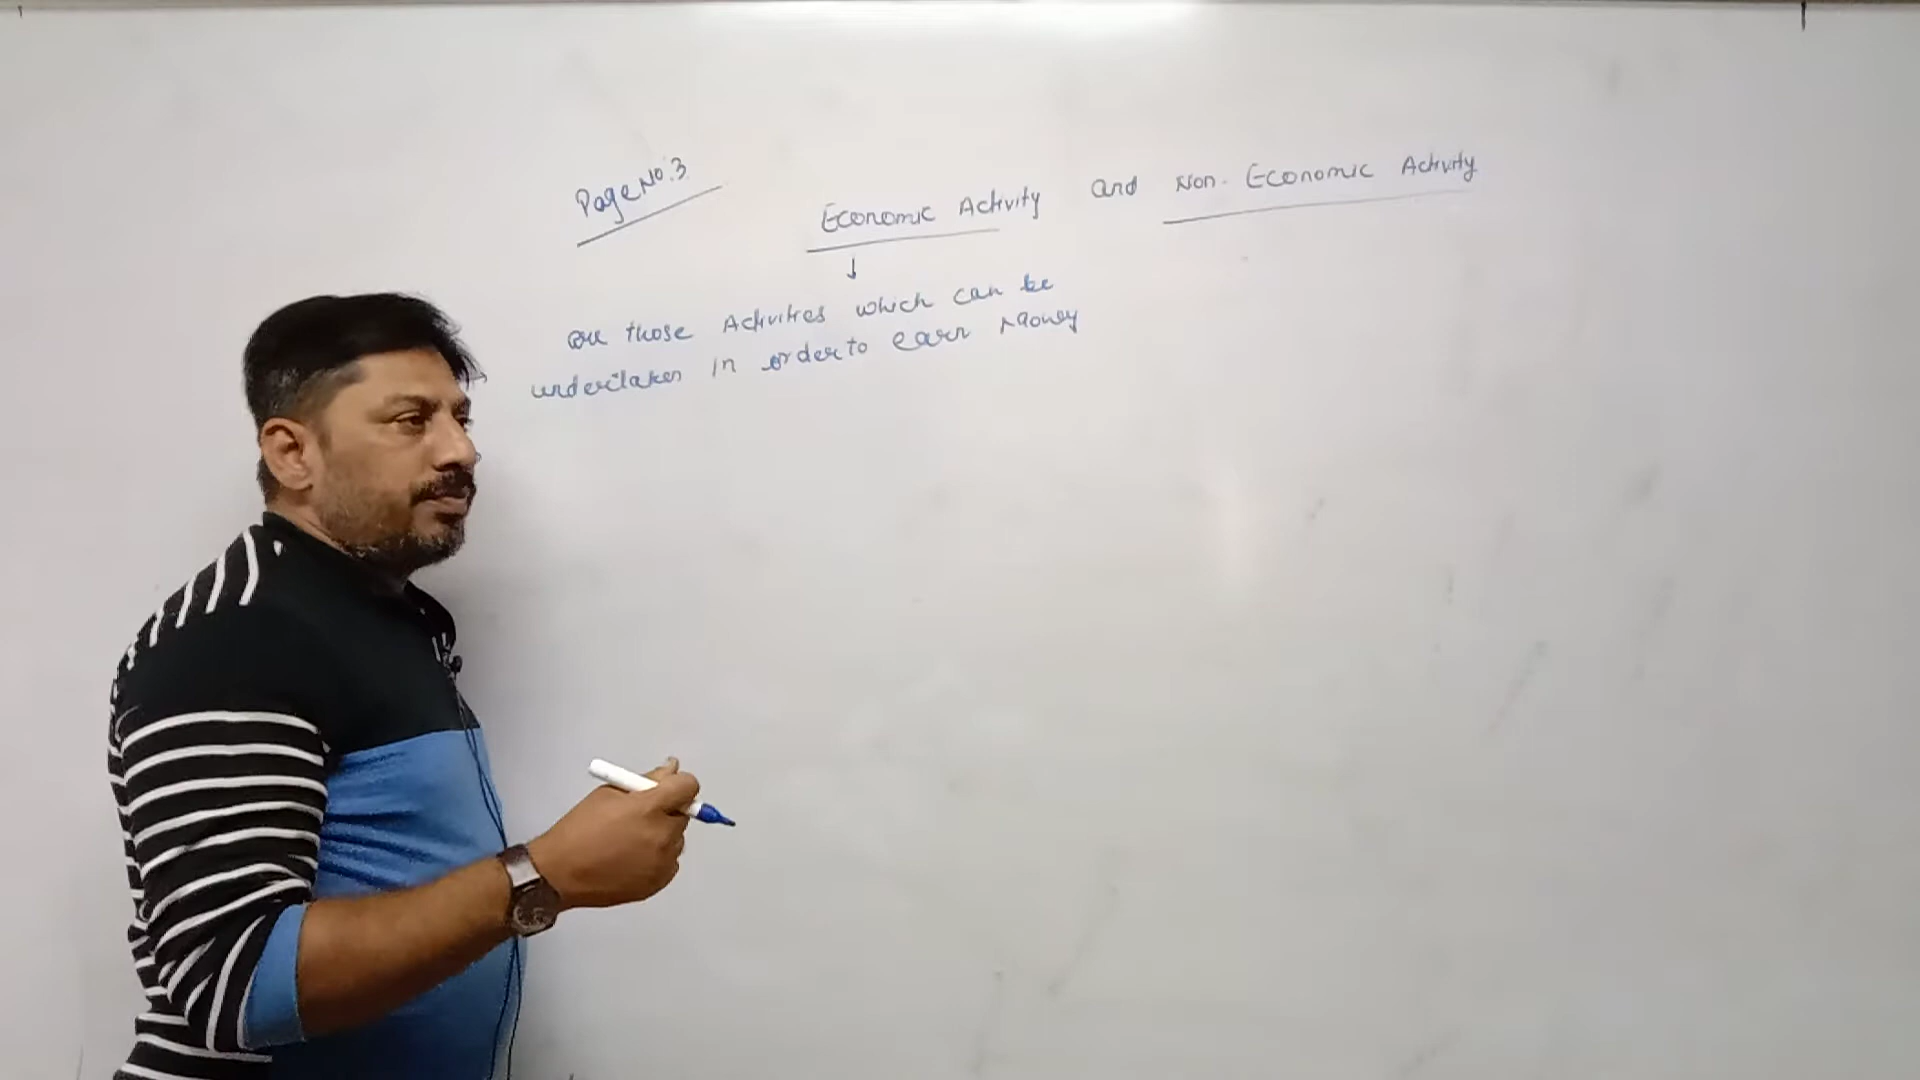 Page No. 3
Economic Activity and Non-Economic Activity
are those Activities which can be
undertaken in order to earn Money